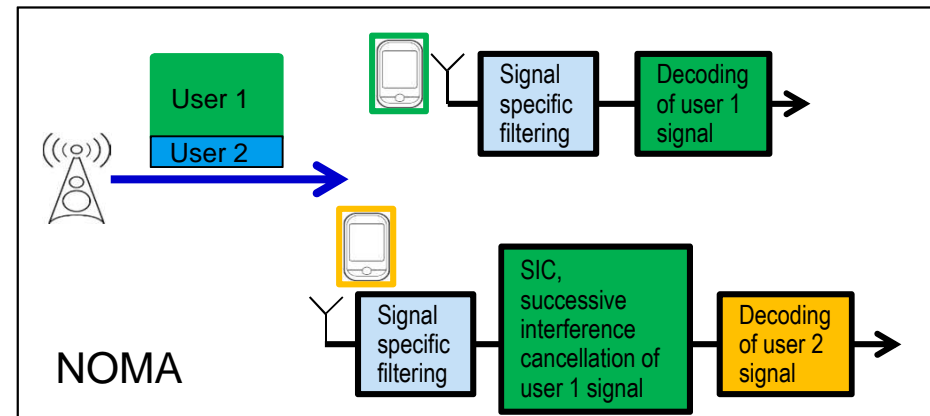 User 1
User 2
Signal
specific
filtering
Decoding
of user 1
signal
SIC,
successive
interference
cancellation of
user 1 signal
Signal
specific
filtering
Decoding
of user 2
signal
NOMA